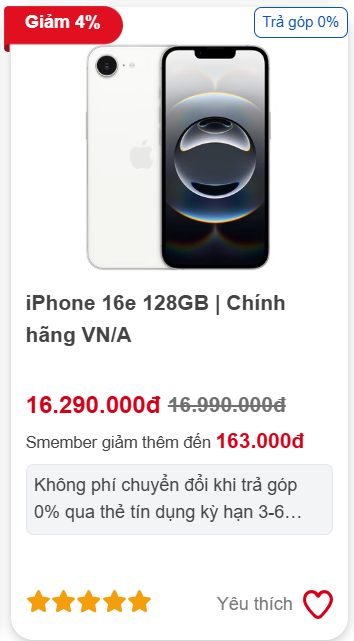 Giảm 4%
Trả góp 0%
iPhone 16e 128GB | Chính
hãng VN/A
16.290.000đ 16.990.000đ
Smember giảm thêm đến 163.000đ
Không phí chuyển đổi khi trả góp
0% qua thẻ tín dụng kỳ hạn 3-6...
Yêu thích